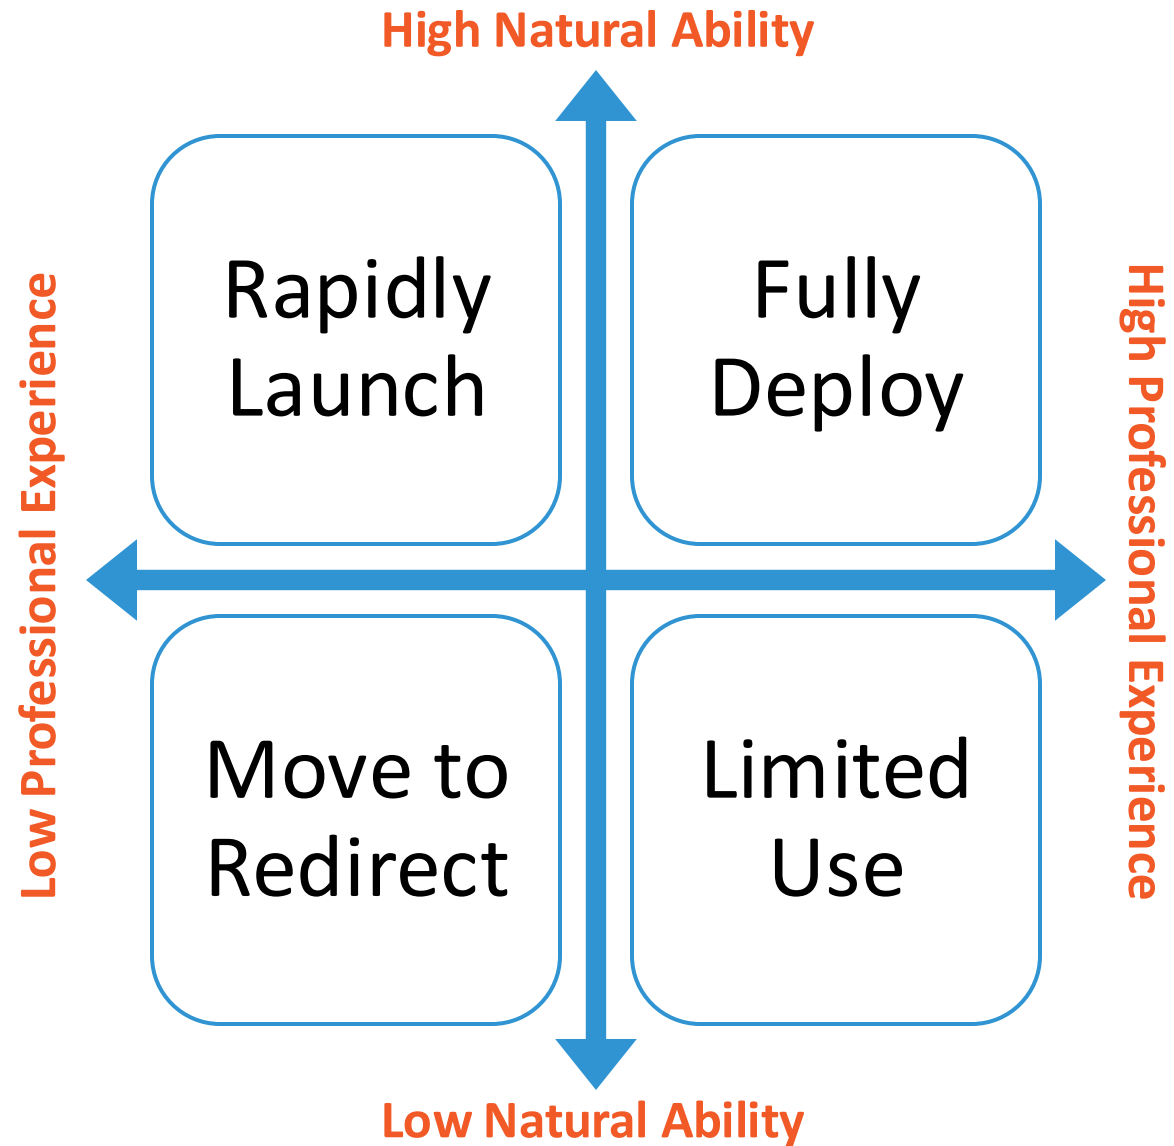 High Natural Ability
Low Professional Experience
Rapidly
Launch
Fully
Deploy
High Professional Experience
Move to
Redirect
Limited
Use
Low Natural Ability